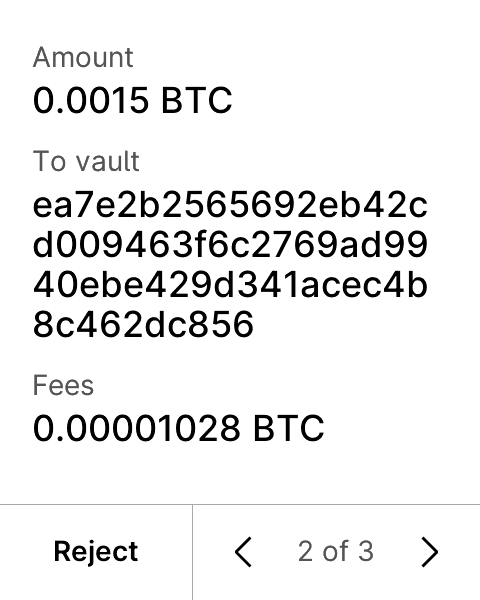 Amount
0.0015 BTC
To vault
ea7e2b2565692eb42c
d009463f6c2769ad99
40ebe429d341acec4b
8c462dc856
Fees
0.00001028 BTC
Reject
2 of 3